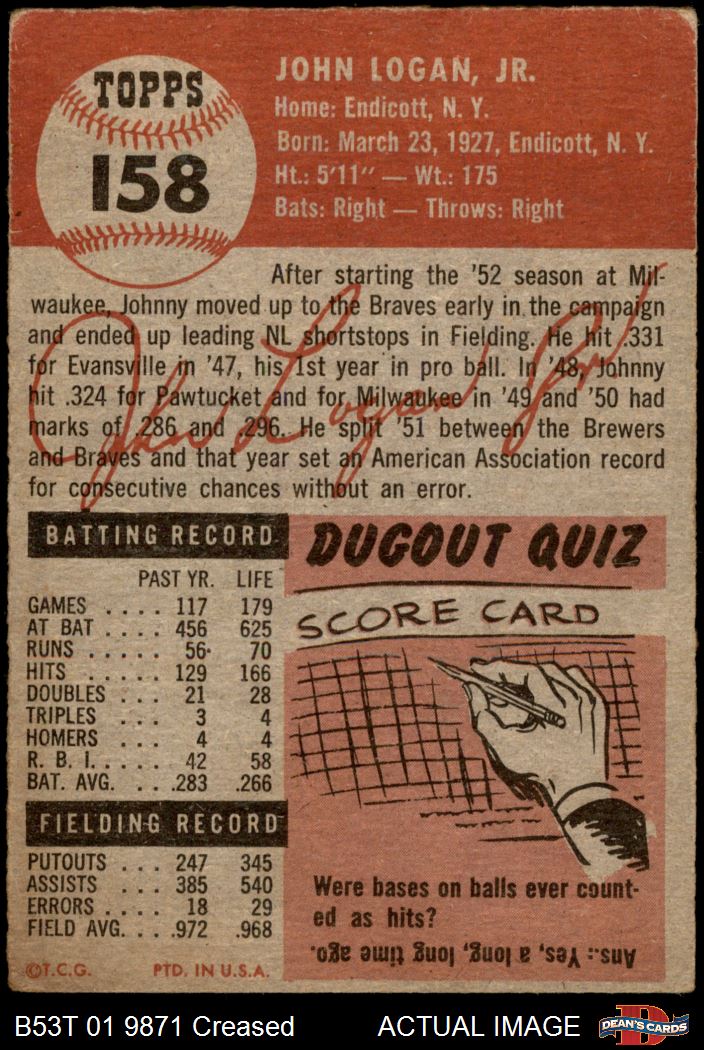 TOPPS
158
JOHN LOGAN, JR.
Home: Endicott, N. Y.
Born: March 23, 1927, Endicott, N. Y.
Ht.: 5'11" — Wt.: 175
Bats: Right — Throws: Right
After starting the '52 season at Mil-
waukee, Johnny moved up to the Braves early in the campaign
and ended up leading NL shortstops in Fielding. He hit .331
for Evansville in '47, his 1st year in pro ball. In '48, Johnny
hit .324 for Pawtucket and for Milwaukee in '49 and '50 had
marks of .286 and .296. He split '51 between the Brewers
and Braves and that year set an American Association record
for consecutive chances without an error.
John Logan Jr.
BATTING RECORD
PAST YR. LIFE
GAMES .... 117 179
AT BAT .... 456 625
RUNS ..... 56 70
HITS ..... 129 166
DOUBLES ... 21 28
TRIPLES ... 3 4
HOMERS ... 4 4
R. B. I. .... 42 58
BAT. AVG. ... .283 .266
FIELDING RECORD
PUTOUTS ... 247 345
ASSISTS ... 385 540
ERRORS .... 18 29
FIELD AVG. ... .972 .968
©T.C.G. PTD. IN U.S.A.
DUGOUT QUIZ
SCORE CARD
Were bases on balls ever count-
ed as hits?
Ans.: Yes, a long, long time ago.
B53T 01 9871 Creased ACTUAL IMAGE
D
DEAN'S CARDS